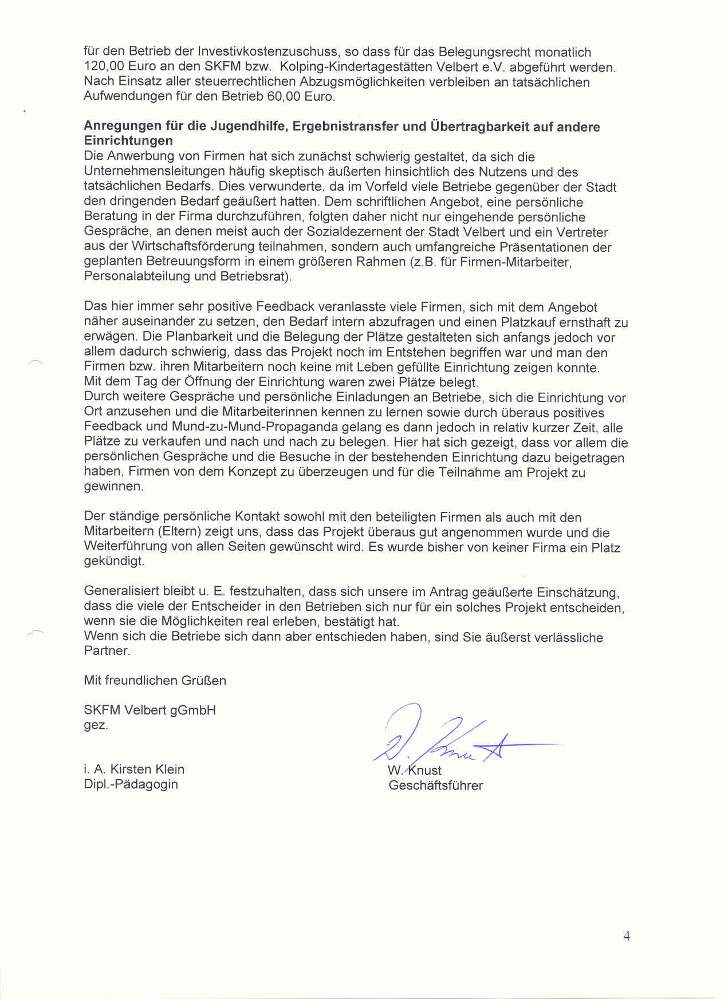 für den Betrieb der Investivkostenzuschuss, so dass für das Belegungsrecht monatlich
120,00 Euro an den SKFM bzw. Kolping-Kindertagestätten Velbert e.V. abgeführt werden.
Nach Einsatz aller steuerrechtlichen Abzugsmöglichkeiten verbleiben an tatsächlichen
Aufwendungen für den Betrieb 60,00 Euro.
Anregungen für die Jugendhilfe, Ergebnistransfer und Übertragbarkeit auf andere
Einrichtungen
Die Anwerbung von Firmen hat sich zunächst schwierig gestaltet, da sich die
Unternehmensleitungen häufig skeptisch äußerten hinsichtlich des Nutzens und des
tatsächlichen Bedarfs. Dies verwunderte, da im Vorfeld viele Betriebe gegenüber der Stadt
den dringenden Bedarf geäußert hatten. Dem schriftlichen Angebot, eine persönliche
Beratung in der Firma durchzuführen, folgten daher nicht nur eingehende persönliche
Gespräche, an denen meist auch der Sozialdezernent der Stadt Velbert und ein Vertreter
aus der Wirtschaftsförderung teilnahmen, sondern auch umfangreiche Präsentationen der
geplanten Betreuungsform in einem größeren Rahmen (z.B. für Firmen-Mitarbeiter,
Personalabteilung und Betriebsrat).
Das hier immer sehr positive Feedback veranlasste viele Firmen, sich mit dem Angebot
näher auseinander zu setzen, den Bedarf intern abzufragen und einen Platzkauf ernsthaft zu
erwägen. Die Planbarkeit und die Belegung der Plätze gestalteten sich anfangs jedoch vor
allem dadurch schwierig, dass das Projekt noch im Entstehen begriffen war und man den
Firmen bzw. ihren Mitarbeitern noch keine mit Leben gefüllte Einrichtung zeigen konnte.
Mit dem Tag der Öffnung der Einrichtung waren zwei Plätze belegt.
Durch weitere Gespräche und persönliche Einladungen an Betriebe, sich die Einrichtung vor
Ort anzusehen und die Mitarbeiterinnen kennen zu lernen sowie durch überaus positives
Feedback und Mund-zu-Mund-Propaganda gelang es dann jedoch in relativ kurzer Zeit, alle
Plätze zu verkaufen und nach und nach zu belegen. Hier hat sich gezeigt, dass vor allem die
persönlichen Gespräche und die Besuche in der bestehenden Einrichtung dazu beigetragen
haben, Firmen von dem Konzept zu überzeugen und für die Teilnahme am Projekt zu
gewinnen.
Der ständige persönliche Kontakt sowohl mit den beteiligten Firmen als auch mit den
Mitarbeitern (Eltern) zeigt uns, dass das Projekt überaus gut angenommen wurde und die
Weiterführung von allen Seiten gewünscht wird. Es wurde bisher von keiner Firma ein Platz
gekündigt.
Generalisiert bleibt u. E. festzuhalten, dass sich unsere im Antrag geäußerte Einschätzung,
dass die viele der Entscheider in den Betrieben sich nur für ein solches Projekt entscheiden,
wenn sie die Möglichkeiten real erleben, bestätigt hat.
Wenn sich die Betriebe sich dann aber entschieden haben, sind Sie äußerst verlässliche
Partner.
Mit freundlichen Grüßen
SKFM Velbert gGmbH
gez.
W. Knust
i. A. Kirsten Klein W. Knust
Dipl.-Pädagogin Geschäftsführer
4